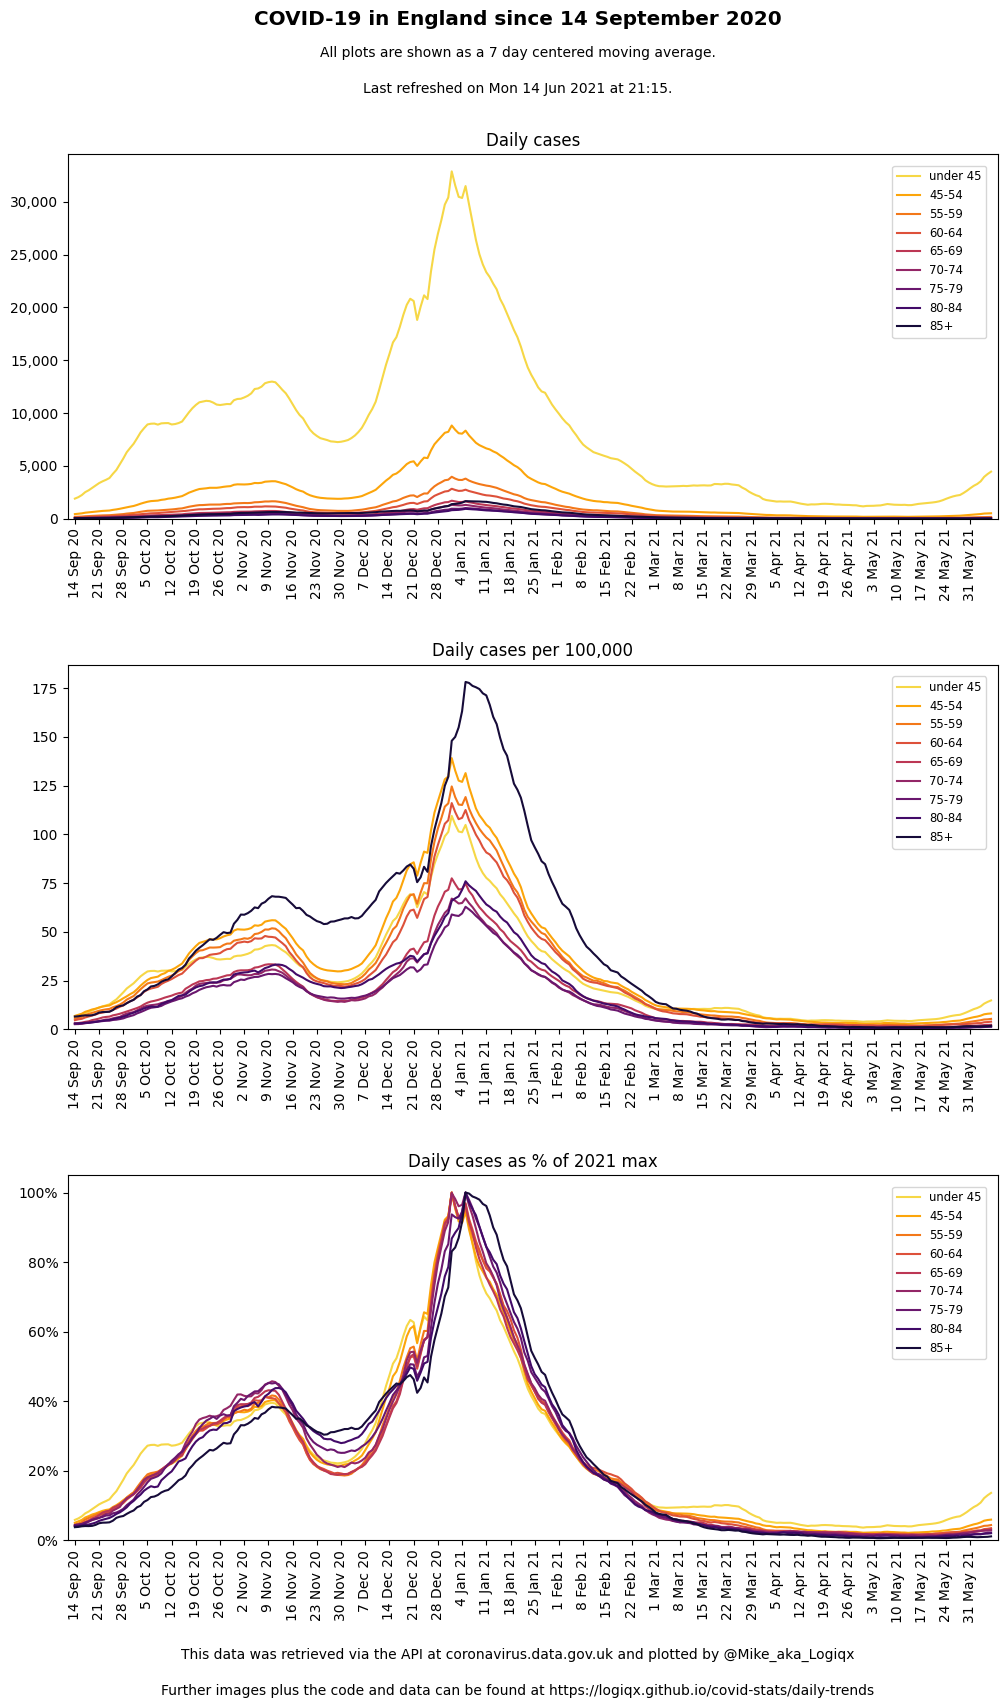 COVID-19 in England since 14 September 2020
All plots are shown as a 7 day centered moving average.
Last refreshed on Mon 14 Jun 2021 at 21:15.
Daily cases
30,000
25,000
20,000
15,000
10,000
5,000
0
under 45
45-54
55-59
60-64
65-69
70-74
75-79
80-84
85+
14 Sep 20
21 Sep 20
28 Sep 20
5 Oct 20
12 Oct 20
19 Oct 20
26 Oct 20
2 Nov 20
9 Nov 20
16 Nov 20
23 Nov 20
30 Nov 20
7 Dec 20
14 Dec 20
21 Dec 20
28 Dec 20
4 Jan 21
11 Jan 21
18 Jan 21
25 Jan 21
1 Feb 21
8 Feb 21
15 Feb 21
22 Feb 21
1 Mar 21
8 Mar 21
15 Mar 21
22 Mar 21
29 Mar 21
5 Apr 21
12 Apr 21
19 Apr 21
26 Apr 21
3 May 21
10 May 21
17 May 21
24 May 21
31 May 21
Daily cases per 100,000
175
150
125
100
75
50
25
0
under 45
45-54
55-59
60-64
65-69
70-74
75-79
80-84
85+
14 Sep 20
21 Sep 20
28 Sep 20
5 Oct 20
12 Oct 20
19 Oct 20
26 Oct 20
2 Nov 20
9 Nov 20
16 Nov 20
23 Nov 20
30 Nov 20
7 Dec 20
14 Dec 20
21 Dec 20
28 Dec 20
4 Jan 21
11 Jan 21
18 Jan 21
25 Jan 21
1 Feb 21
8 Feb 21
15 Feb 21
22 Feb 21
1 Mar 21
8 Mar 21
15 Mar 21
22 Mar 21
29 Mar 21
5 Apr 21
12 Apr 21
19 Apr 21
26 Apr 21
3 May 21
10 May 21
17 May 21
24 May 21
31 May 21
Daily cases as % of 2021 max
100%
80%
60%
40%
20%
0%
under 45
45-54
55-59
60-64
65-69
70-74
75-79
80-84
85+
14 Sep 20
21 Sep 20
28 Sep 20
5 Oct 20
12 Oct 20
19 Oct 20
26 Oct 20
2 Nov 20
9 Nov 20
16 Nov 20
23 Nov 20
30 Nov 20
7 Dec 20
14 Dec 20
21 Dec 20
28 Dec 20
4 Jan 21
11 Jan 21
18 Jan 21
25 Jan 21
1 Feb 21
8 Feb 21
15 Feb 21
22 Feb 21
1 Mar 21
8 Mar 21
15 Mar 21
22 Mar 21
29 Mar 21
5 Apr 21
12 Apr 21
19 Apr 21
26 Apr 21
3 May 21
10 May 21
17 May 21
24 May 21
31 May 21
This data was retrieved via the API at coronavirus.data.gov.uk and plotted by @Mike_aka_Logiqx
Further images plus the code and data can be found at https://logiqx.github.io/covid-stats/daily-trends